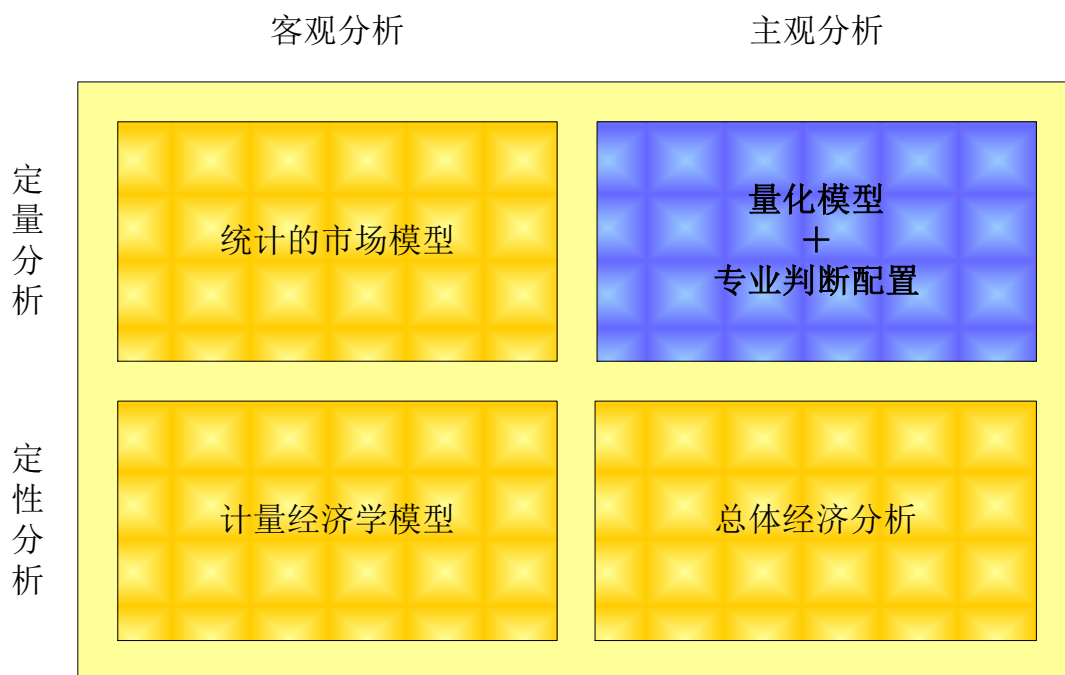 客观分析
主观分析
定量分析
统计的市场模型
量化模型
＋
专业判断配置
定性分析
计量经济学模型
总体经济分析